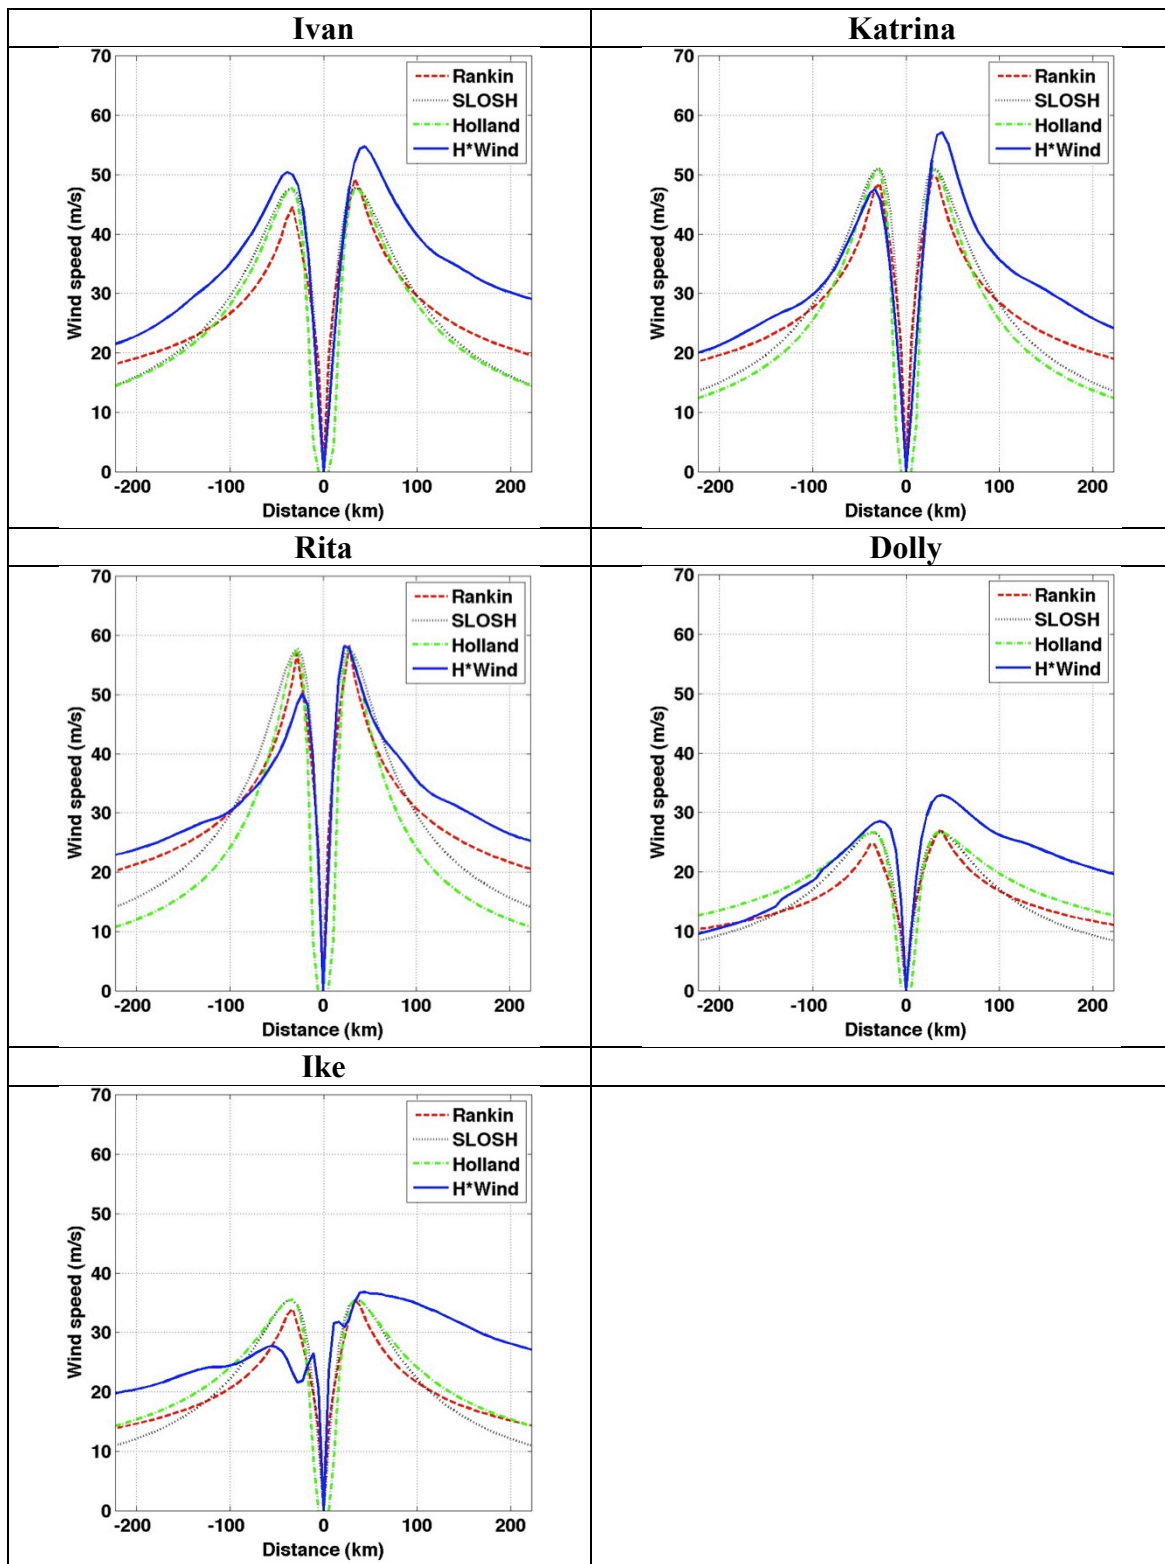 Ivan
Katrina
70
60
50
40
30
20
10
0
-200 -100 0 100 200
Wind speed (m/s)
Distance (km)
Rankin
SLOSH
Holland
H*Wind
70
60
50
40
30
20
10
0
-200 -100 0 100 200
Wind speed (m/s)
Distance (km)
Rankin
SLOSH
Holland
H*Wind
Rita
Dolly
70
60
50
40
30
20
10
0
-200 -100 0 100 200
Wind speed (m/s)
Distance (km)
Rankin
SLOSH
Holland
H*Wind
70
60
50
40
30
20
10
0
-200 -100 0 100 200
Wind speed (m/s)
Distance (km)
Rankin
SLOSH
Holland
H*Wind
Ike
70
60
50
40
30
20
10
0
-200 -100 0 100 200
Wind speed (m/s)
Distance (km)
Rankin
SLOSH
Holland
H*Wind